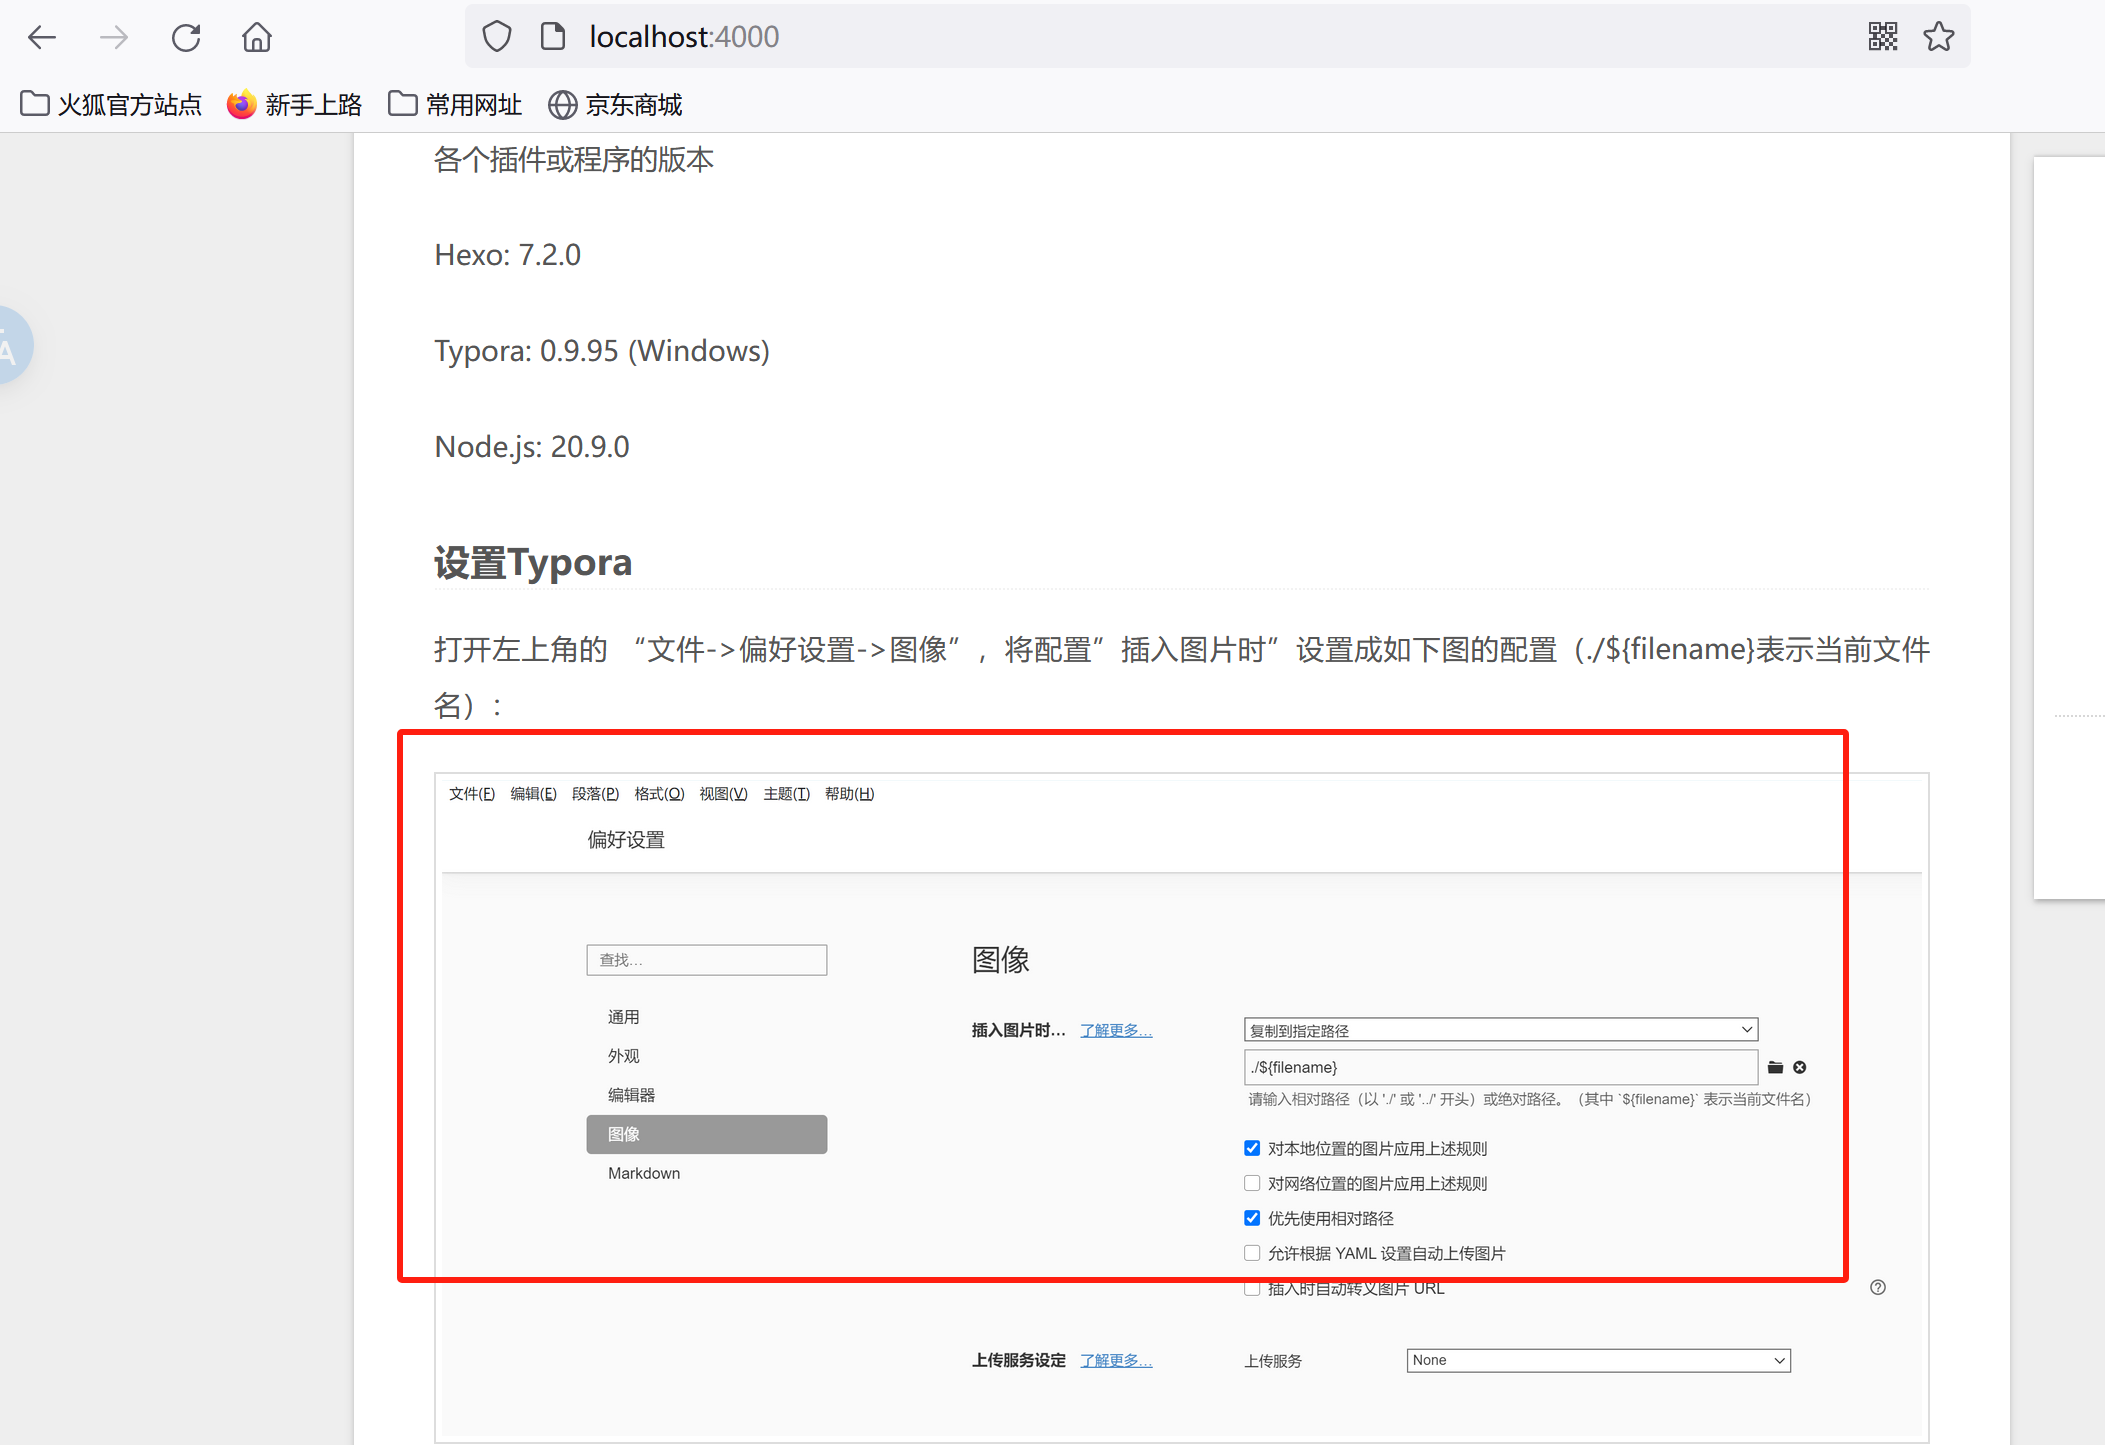 localhost:4000
火狐官方站点 新手上路 常用网址 京东商城
各个插件或程序的版本
Hexo: 7.2.0
Typora: 0.9.95 (Windows)
Node.js: 20.9.0
设置Typora
打开左上角的 “文件->偏好设置->图像”，将配置”插入图片时”设置成如下图的配置（./${filename}表示当前文件
名）：
文件(F) 编辑(E) 段落(P) 格式(O) 视图(V) 主题(T) 帮助(H)
偏好设置
查找...
图像
通用
插入图片时... 了解更多... 复制到指定路径
外观
./${filename}
编辑器
请输入相对路径（以 './' 或 '../' 开头）或绝对路径。（其中 `${filename}` 表示当前文件名）
图像
对本地位置的图片应用上述规则
Markdown
对网络位置的图片应用上述规则
优先使用相对路径
允许根据 YAML 设置自动上传图片
插入时自动转义图片 URL
上传服务设定 了解更多... 上传服务 None